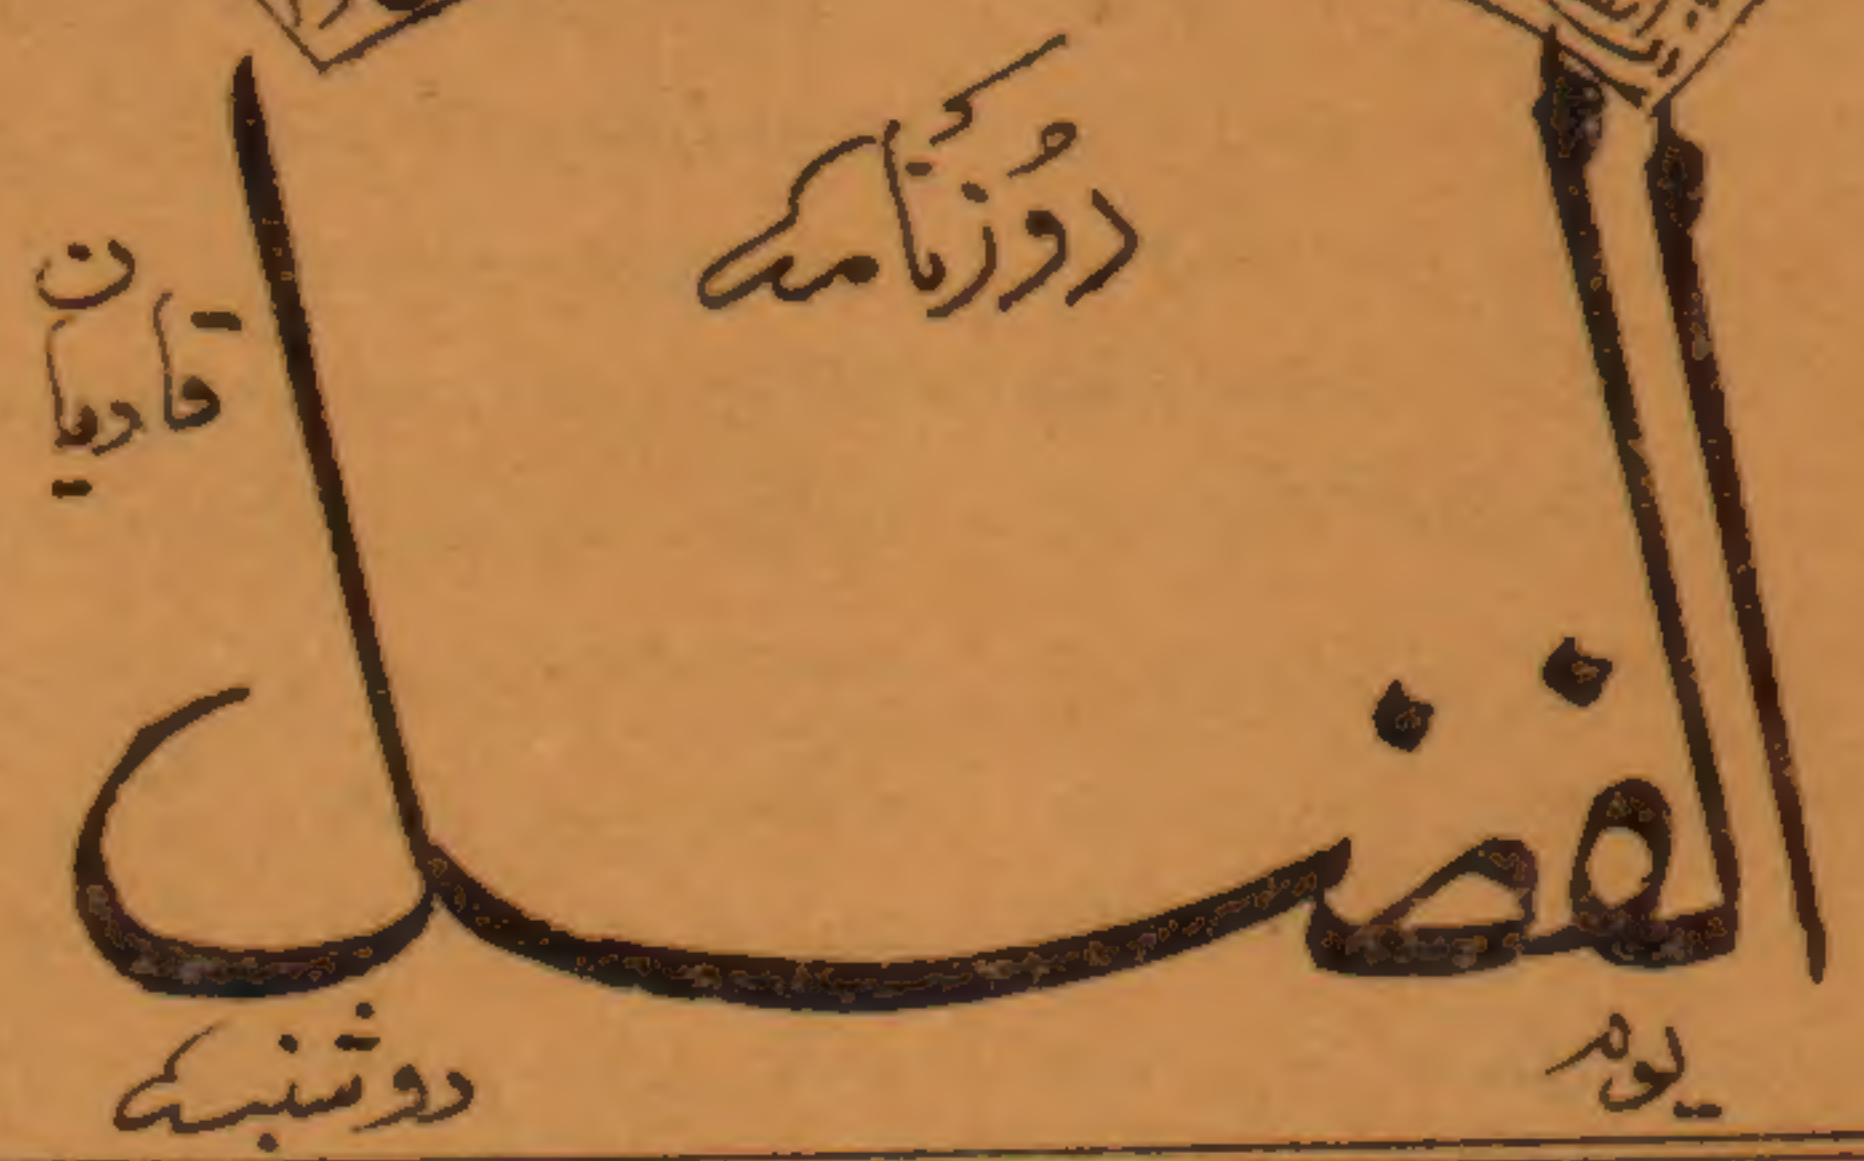 روزنامہ
الفضل
قادیان
یوم
دوشنبہ